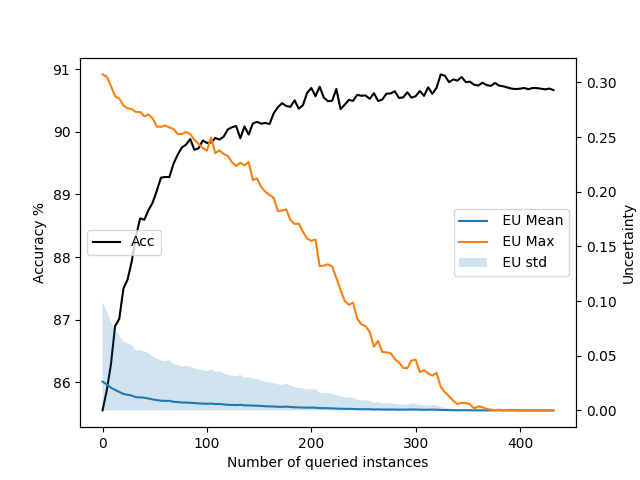 91
90
89
88
87
86
Accuracy %
0.30
0.25
0.20
0.15
0.10
0.05
0.00
Uncertainty
Acc
EU Mean
EU Max
EU std
0
100
200
300
400
Number of queried instances